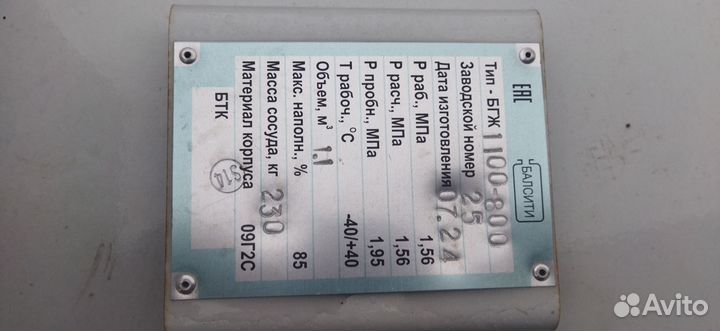 EAC
БАЛСИТИ
Тип - БГЖ 1100-800
Заводской номер 25
Дата изготовления 07.24
P раб., МПа 1,56
P расч., МПа 1,56
P пробн., МПа 1,95
T рабоч., °C -40/+40
Объем, м³ 1.1
Макс. наполн., % 85
Масса сосуда, кг 230
Материал корпуса 09Г2С
БТК
Avito